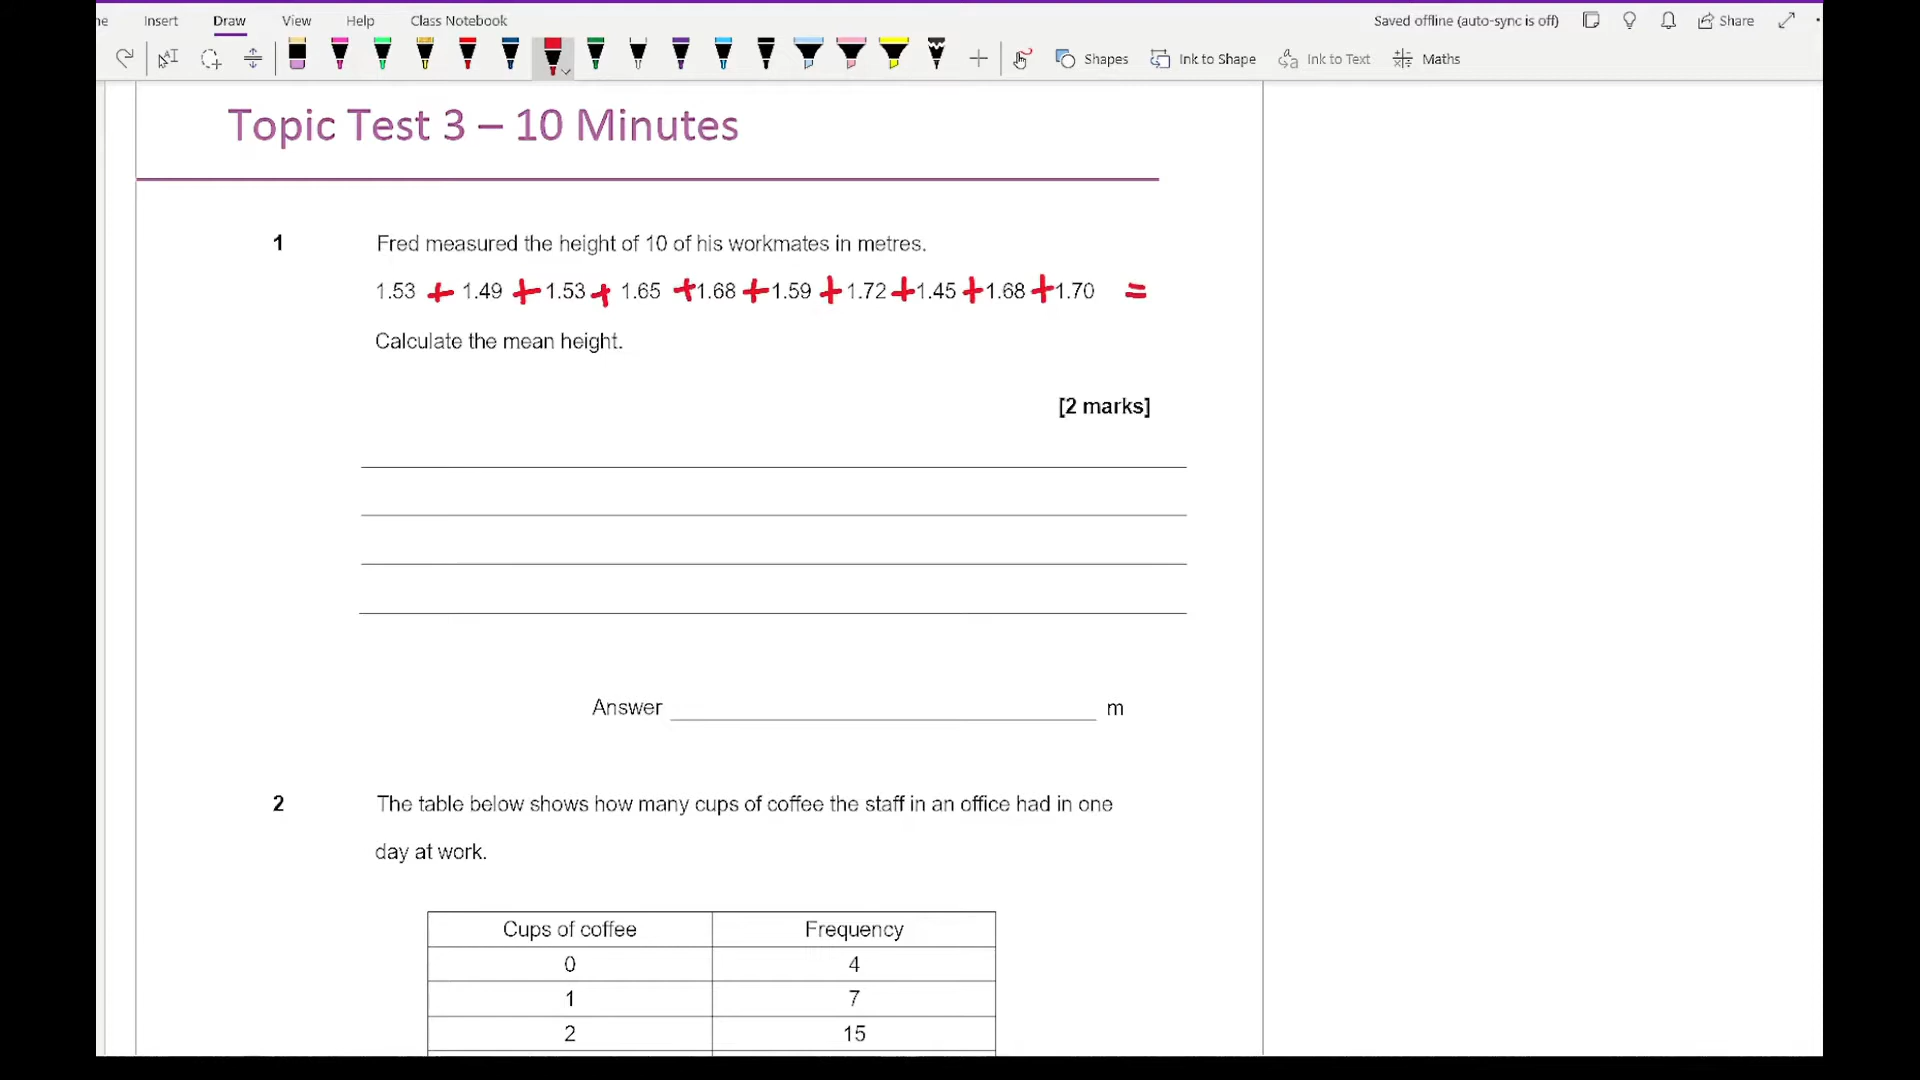 Insert Draw View Help Class Notebook Saved offline (auto-sync is off) Share
Shapes Ink to Shape Ink to Text Maths
Topic Test 3 – 10 Minutes
1 Fred measured the height of 10 of his workmates in metres.
1.53 + 1.49 + 1.53 + 1.65 + 1.68 + 1.59 + 1.72 + 1.45 + 1.68 + 1.70 =
Calculate the mean height.
[2 marks]
Answer m
2 The table below shows how many cups of coffee the staff in an office had in one
day at work.
Cups of coffee Frequency
0 4
1 7
2 15